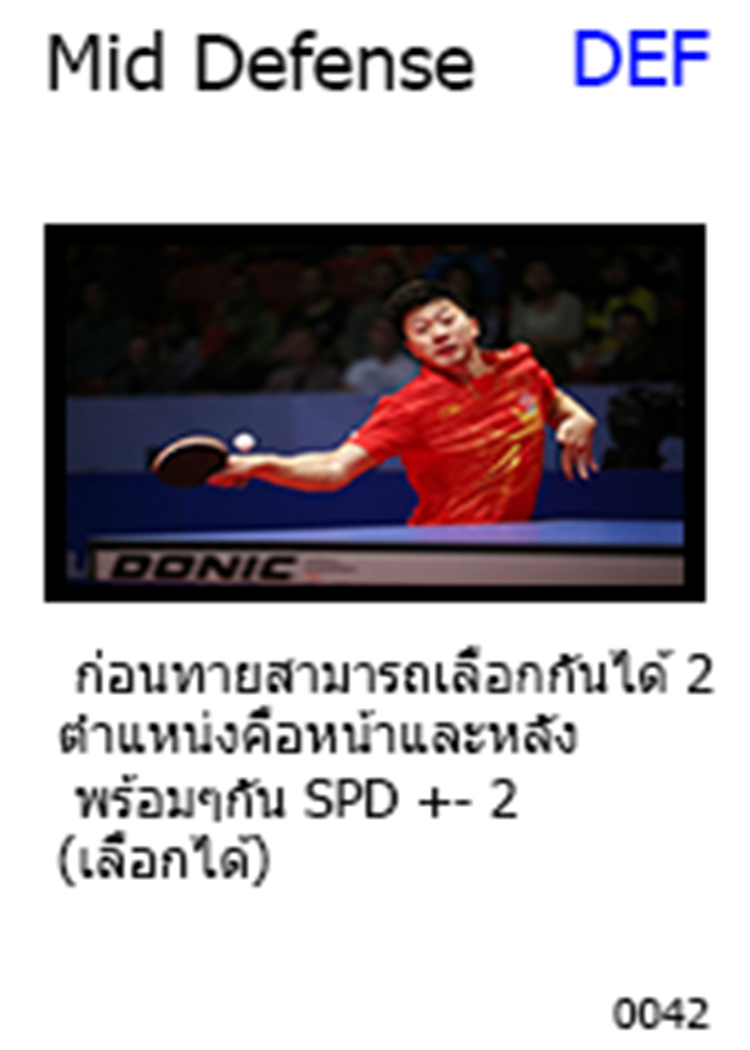 Mid Defense DEF
DONIC
ก่อนทายสามารถเลือกกันได้ 2
ตำแหน่งคือหน้าและหลัง
พร้อมๆกัน SPD +- 2
(เลือกได้)
0042